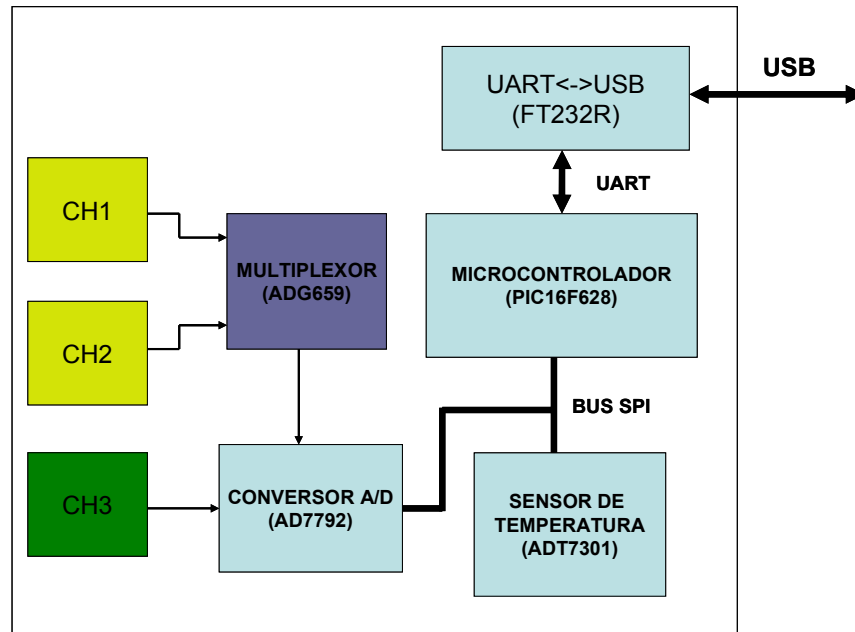 UART<->USB
(FT232R)
USB
UART
CH1
MULTIPLEXOR
(ADG659)
MICROCONTROLADOR
(PIC16F628)
CH2
BUS SPI
CH3
CONVERSOR A/D
(AD7792)
SENSOR DE
TEMPERATURA
(ADT7301)